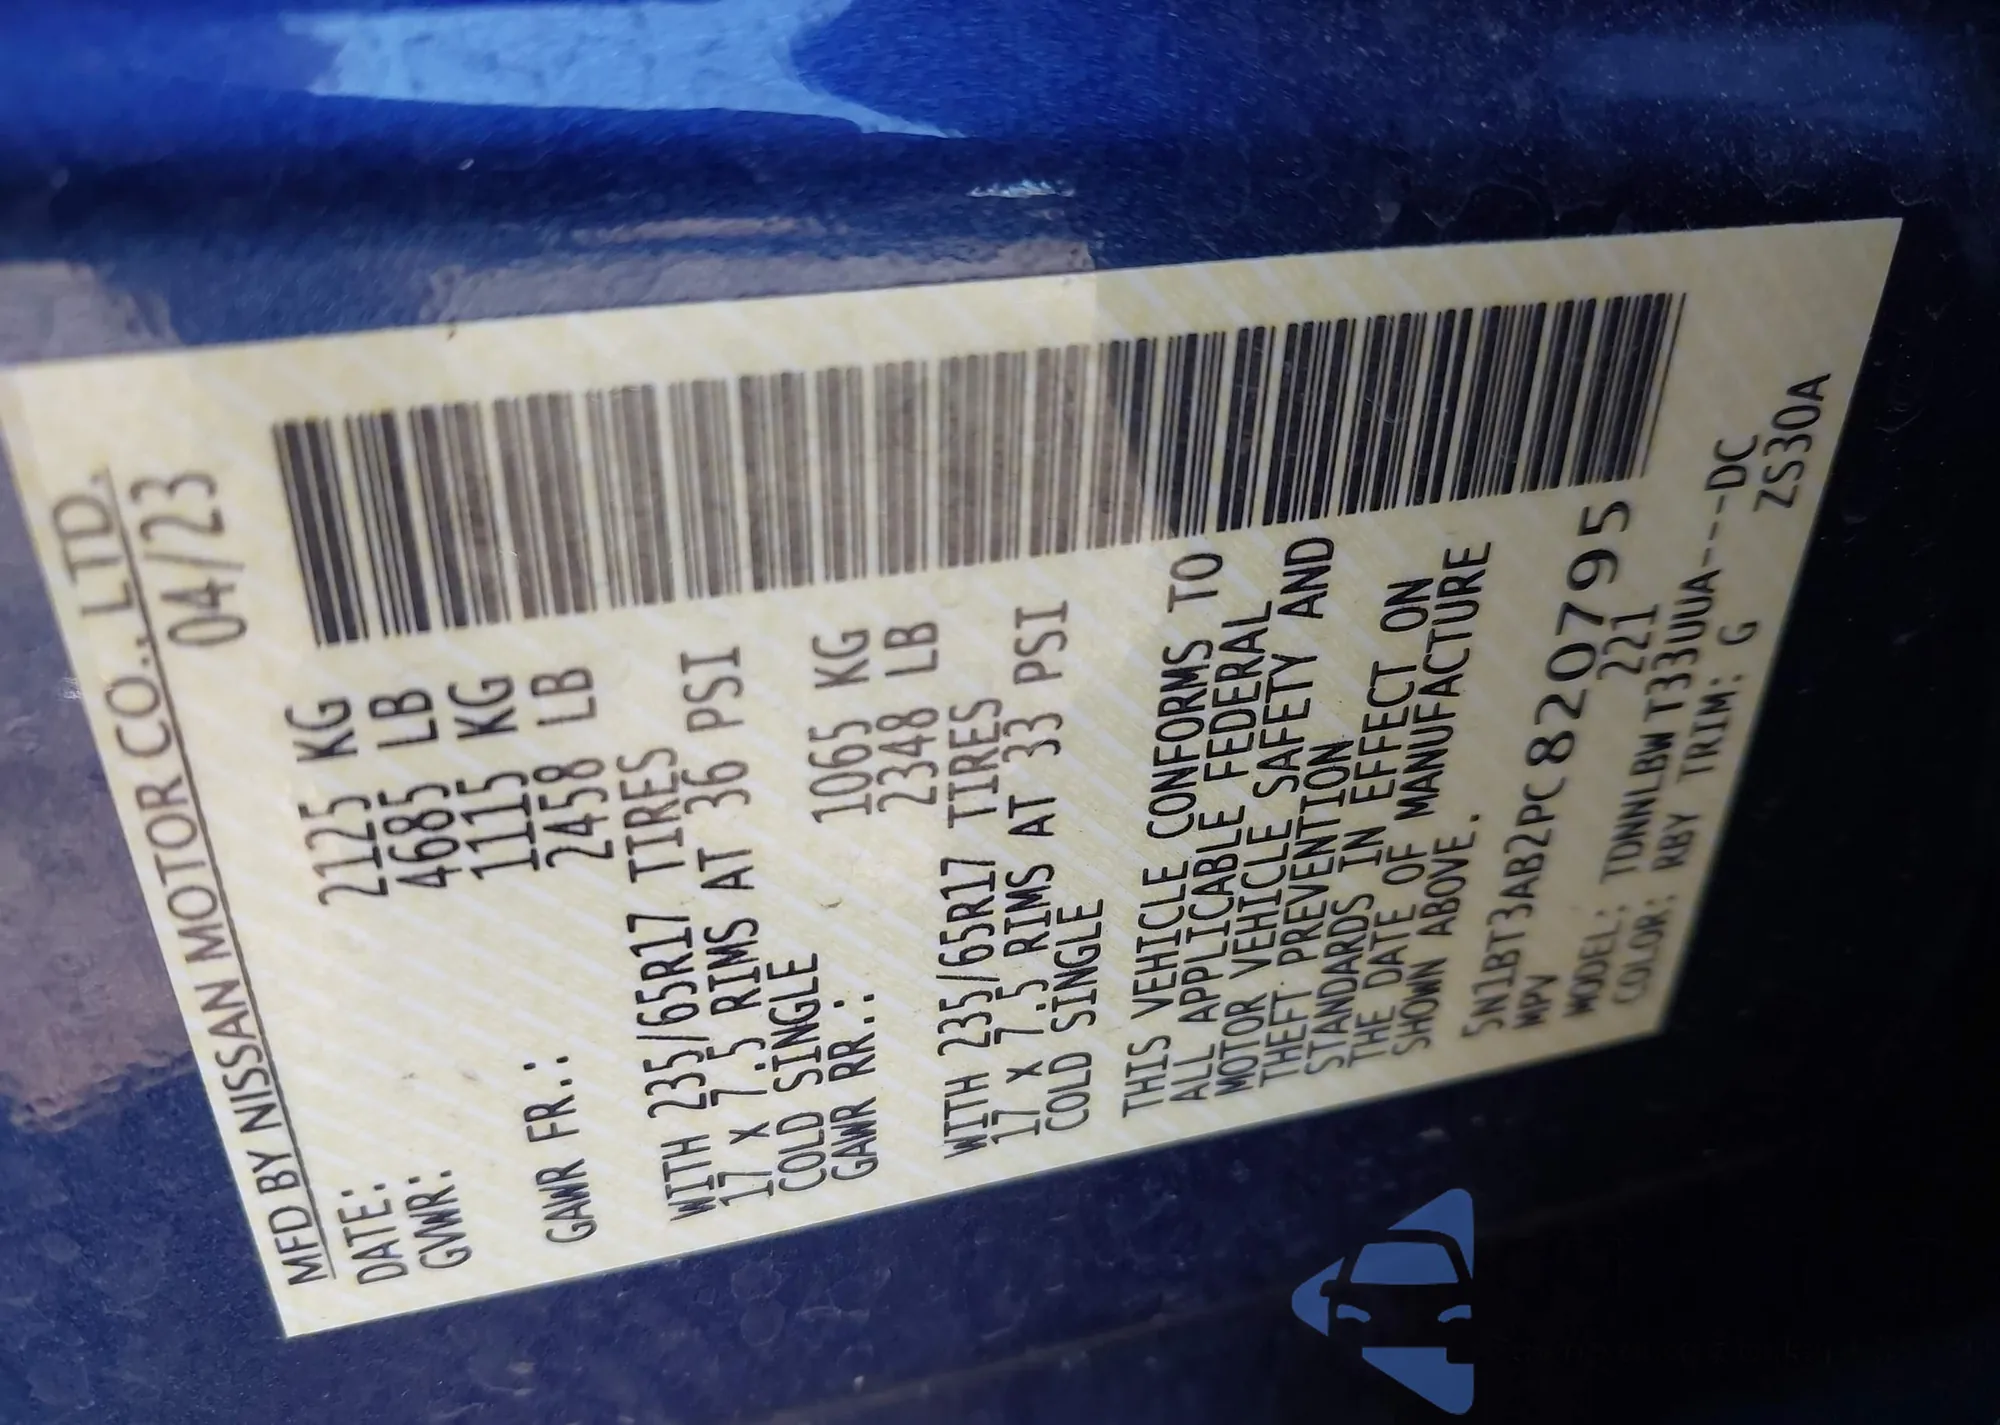 MFD BY NISSAN MOTOR CO., LTD.
DATE: 04/23
GVWR: 2125 KG
4685 LB
GAWR FR.: 1115 KG
2458 LB
WITH 235/65R17 TIRES
17 x 7.5 RIMS AT 36 PSI
COLD SINGLE
GAWR RR.: 1065 KG
2348 LB
WITH 235/65R17 TIRES
17 x 7.5 RIMS AT 33 PSI
COLD SINGLE
THIS VEHICLE CONFORMS TO
ALL APPLICABLE FEDERAL
MOTOR VEHICLE SAFETY AND
THEFT PREVENTION
STANDARDS IN EFFECT ON
THE DATE OF MANUFACTURE
SHOWN ABOVE.
5N1BT3AB2PC820795
MPV 221
MODEL: TDNNLBW T33UUA---DC
COLOR: RBY TRIM: G ZS30A